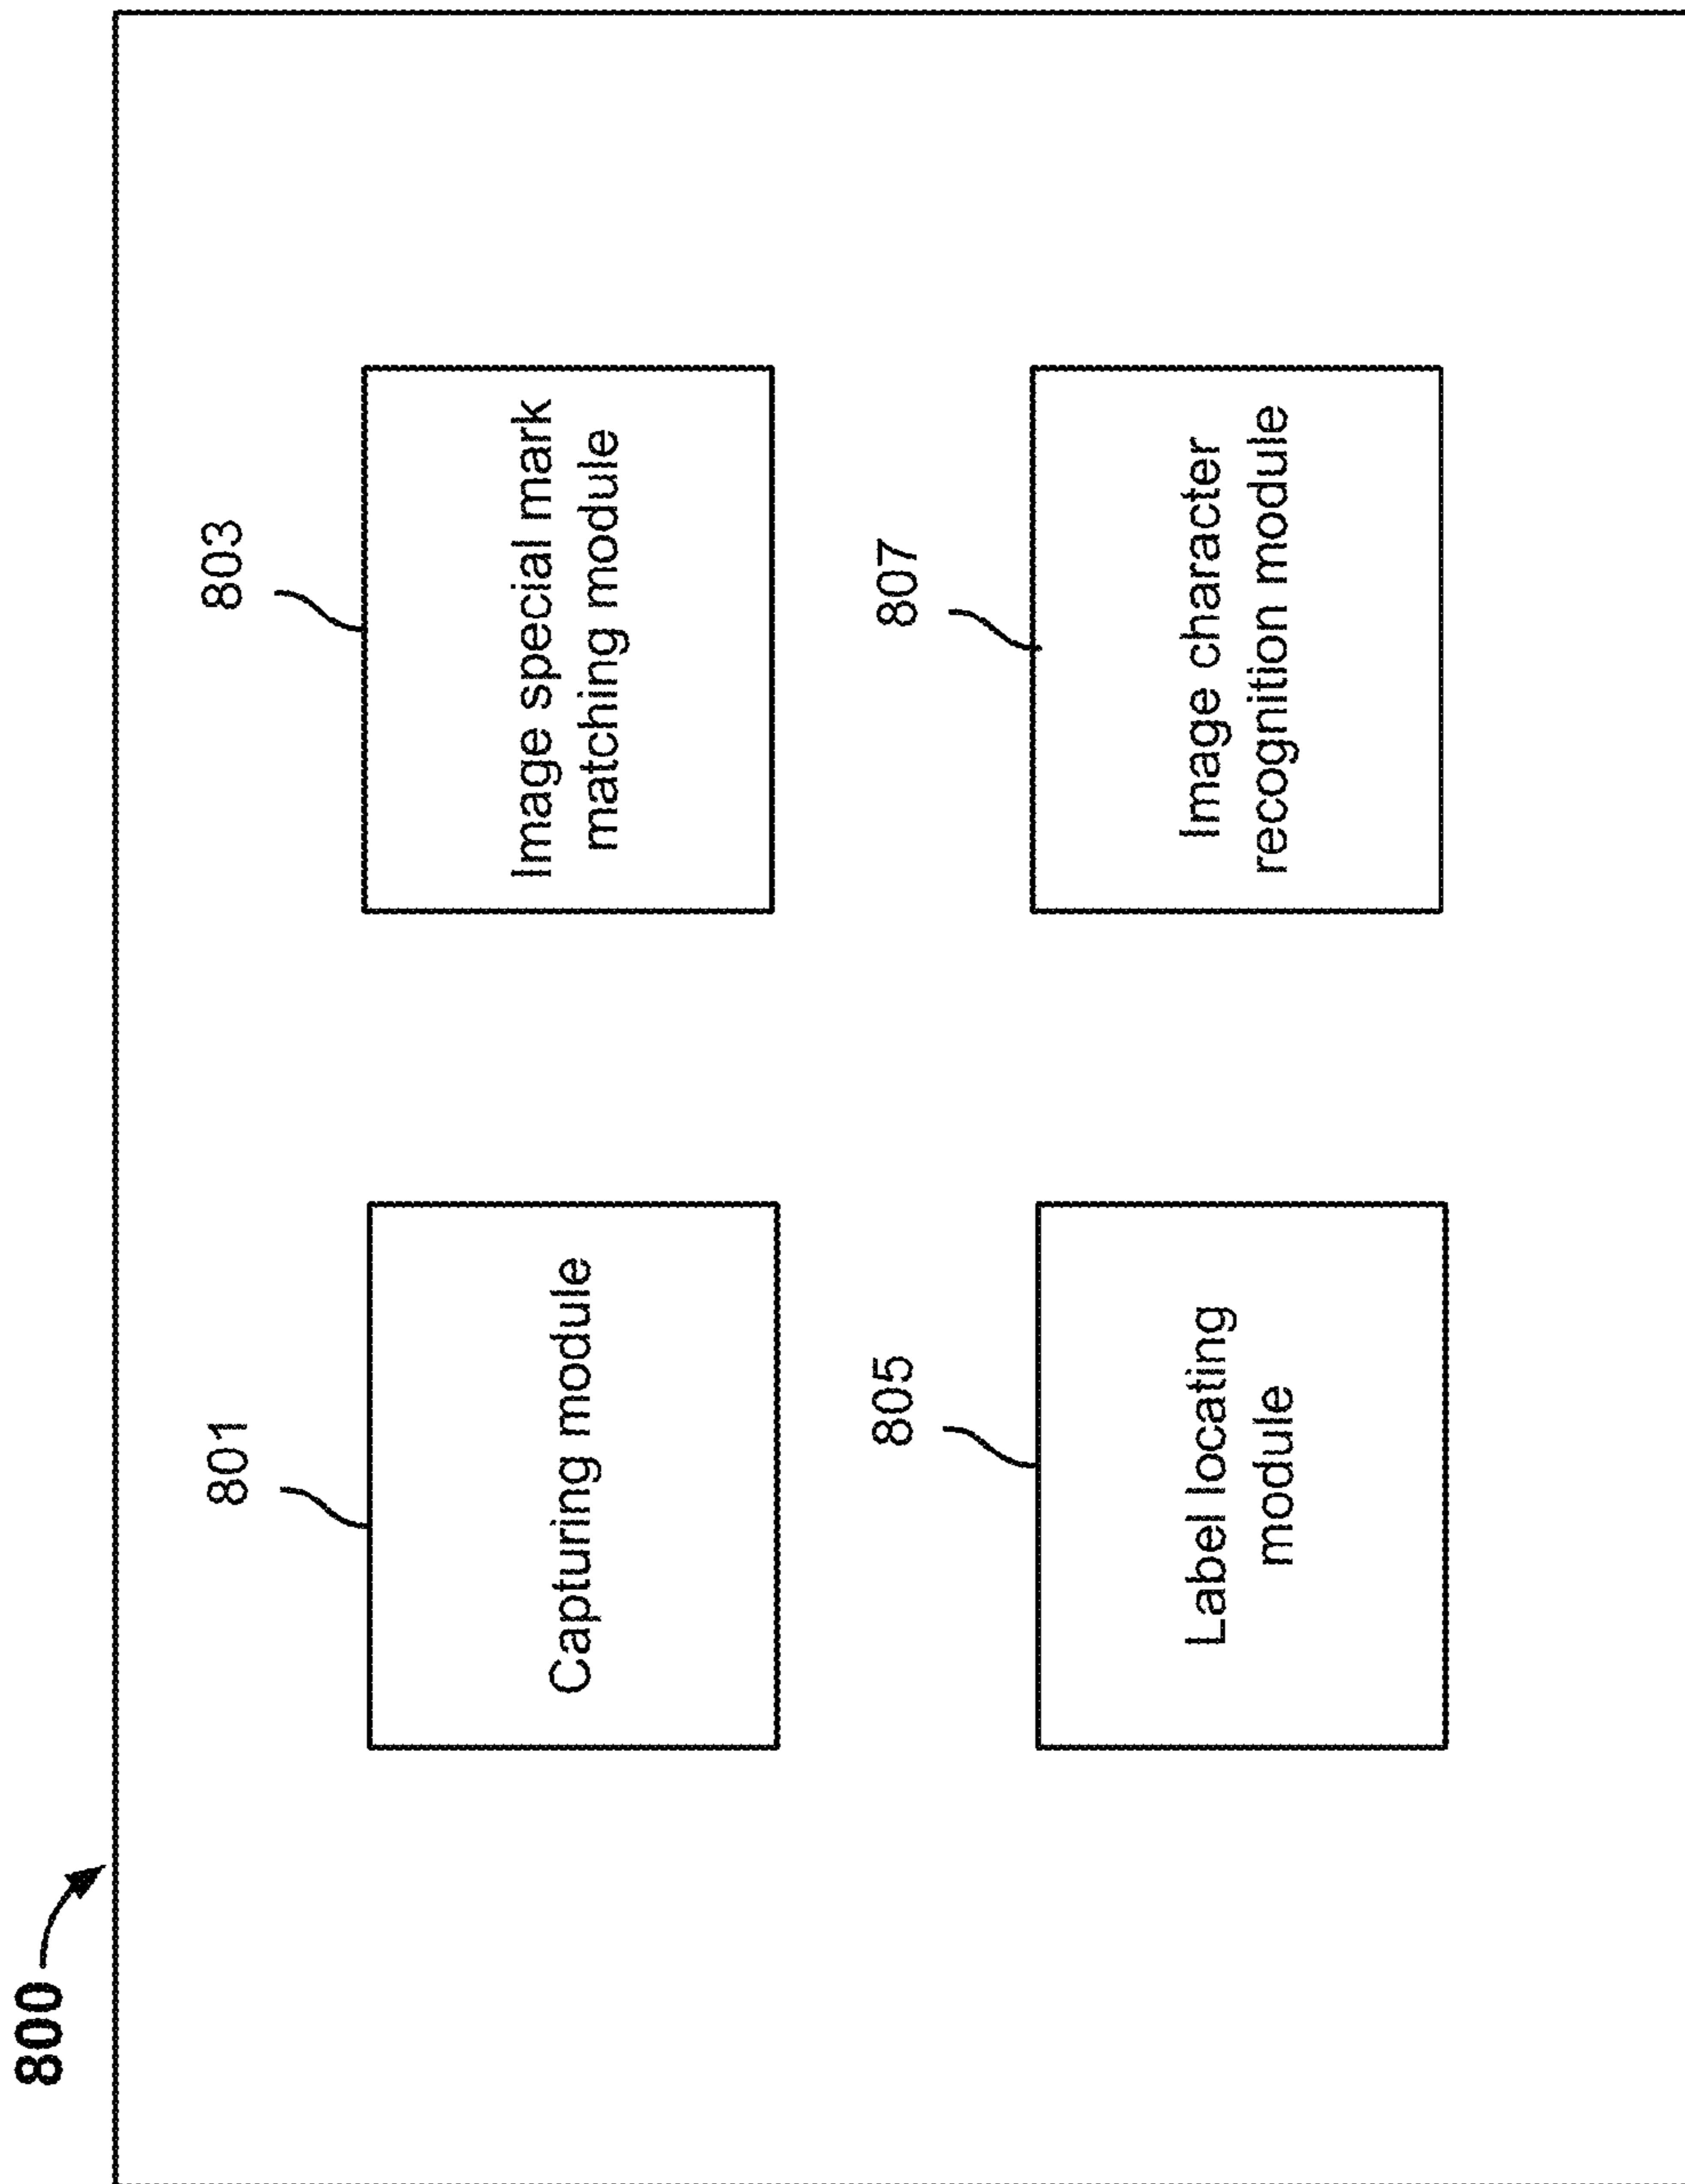 800
801
Capturing module
803
Image special mark
matching module
805
Label locating
module
807
Image character
recognition module